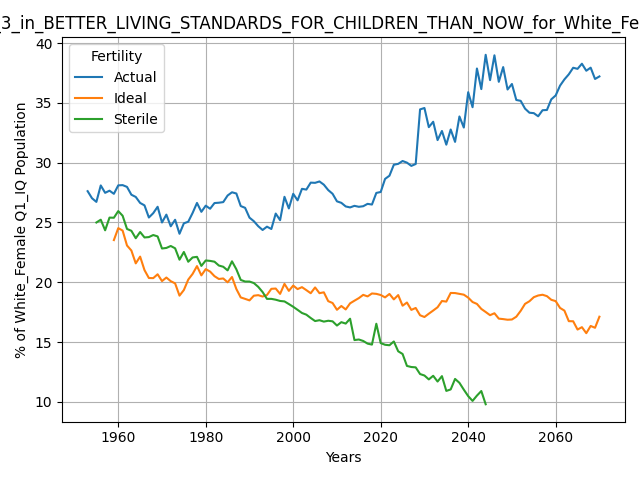 _3_in_BETTER_LIVING_STANDARDS_FOR_CHILDREN_THAN_NOW_for_White_Fe
40
35
30
25
20
15
10
% of White_Female Q1_IQ Population
Fertility
Actual
Ideal
Sterile
1960 1980 2000 2020 2040 2060
Years